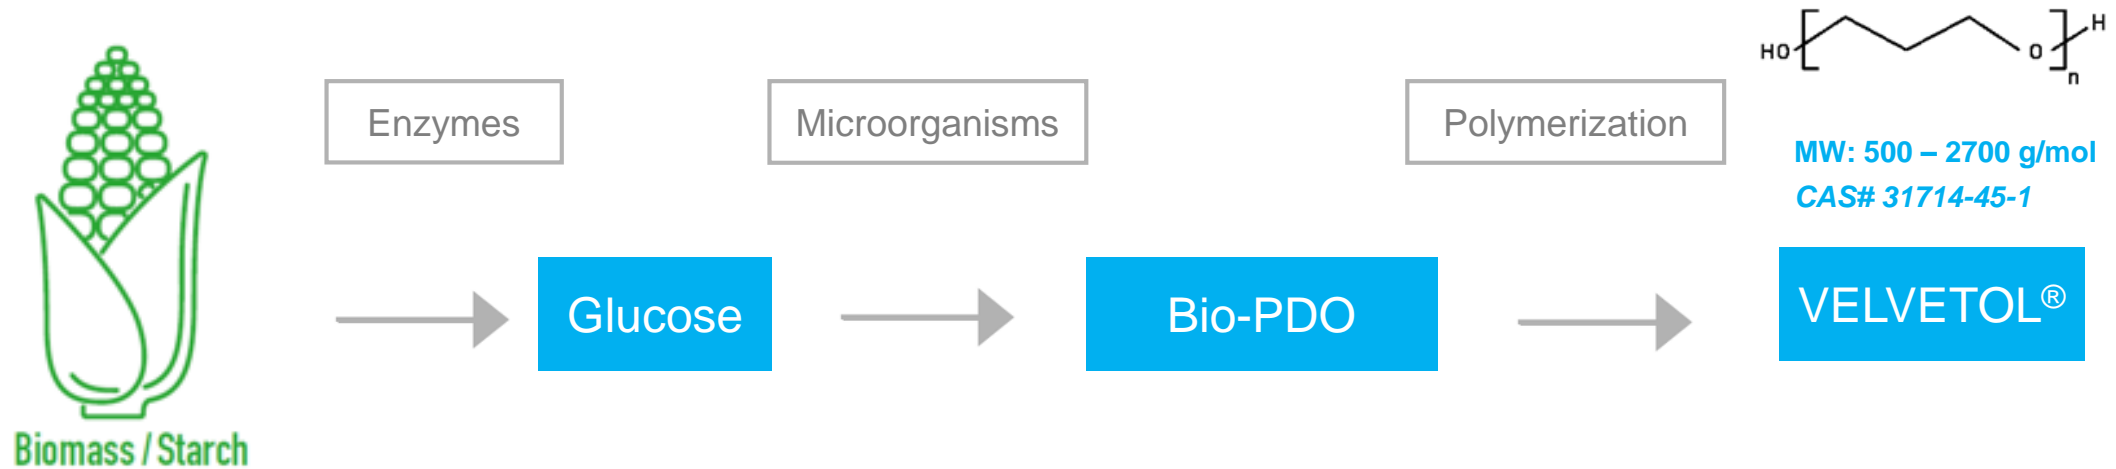 Biomass / Starch
Enzymes
Glucose
Microorganisms
Bio-PDO
Polymerization
HO
O
n
H
MW: 500 – 2700 g/mol
CAS# 31714-45-1
VELVETOL®